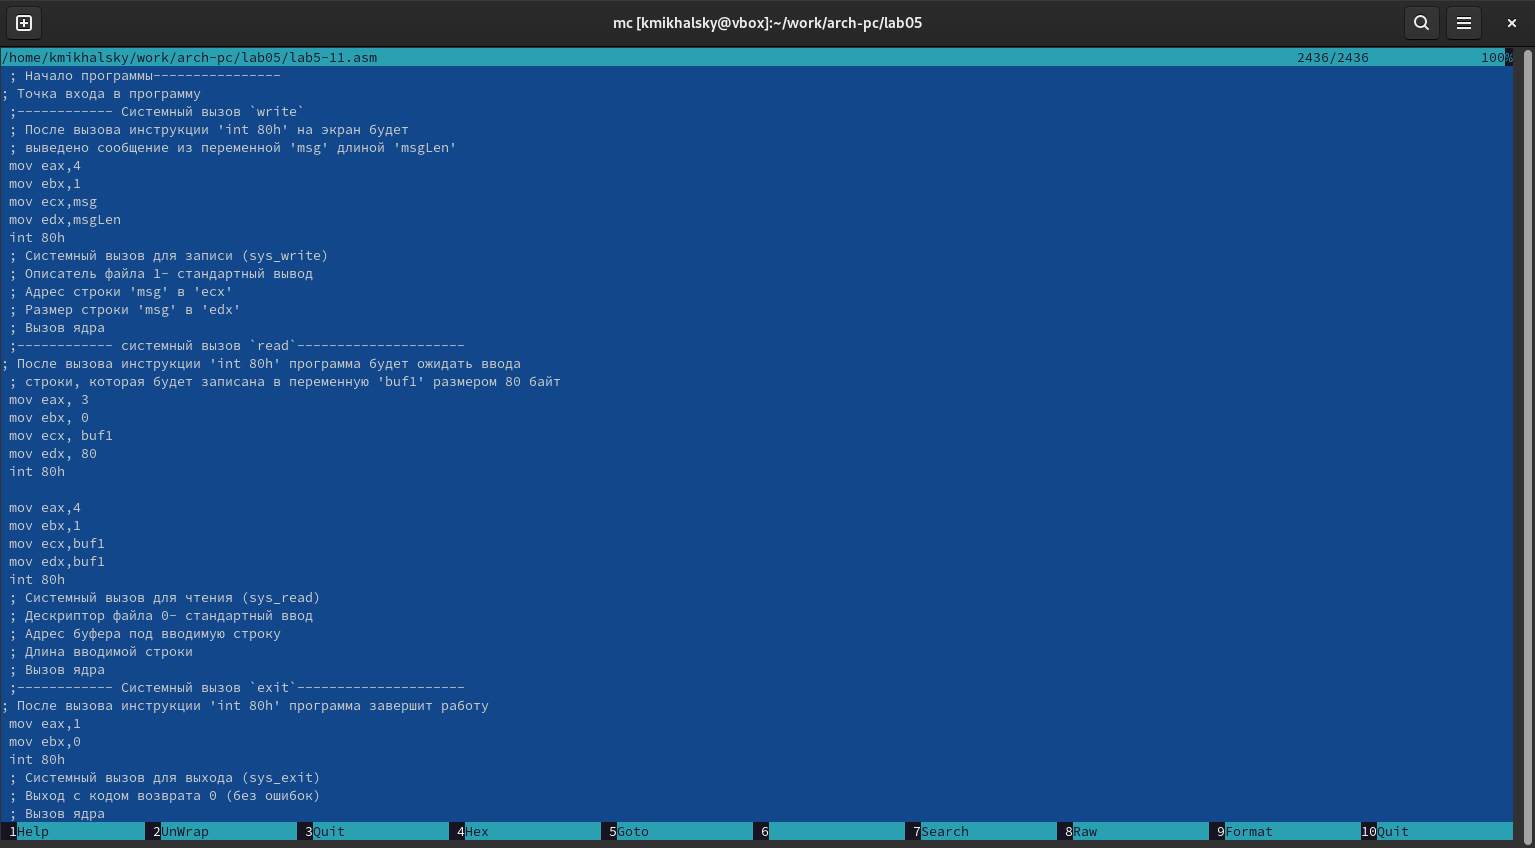 mc [kmikhalsky@vbox]:~/work/arch-pc/lab05
/home/kmikhalsky/work/arch-pc/lab05/lab5-11.asm 2436/2436 100%
; Начало программы----------------
; Точка входа в программу
;------------ Системный вызов `write`
; После вызова инструкции 'int 80h' на экран будет
; выведено сообщение из переменной 'msg' длиной 'msgLen'
mov eax,4
mov ebx,1
mov ecx,msg
mov edx,msgLen
int 80h
; Системный вызов для записи (sys_write)
; Описатель файла 1- стандартный вывод
; Адрес строки 'msg' в 'ecx'
; Размер строки 'msg' в 'edx'
; Вызов ядра
;------------ системный вызов `read`---------------------
; После вызова инструкции 'int 80h' программа будет ожидать ввода
; строки, которая будет записана в переменную 'buf1' размером 80 байт
mov eax, 3
mov ebx, 0
mov ecx, buf1
mov edx, 80
int 80h
mov eax,4
mov ebx,1
mov ecx,buf1
mov edx,buf1
int 80h
; Системный вызов для чтения (sys_read)
; Дескриптор файла 0- стандартный ввод
; Адрес буфера под вводимую строку
; Длина вводимой строки
; Вызов ядра
;------------ Системный вызов `exit`---------------------
; После вызова инструкции 'int 80h' программа завершит работу
mov eax,1
mov ebx,0
int 80h
; Системный вызов для выхода (sys_exit)
; Выход с кодом возврата 0 (без ошибок)
; Вызов ядра
1Help 2UnWrap 3Quit 4Hex 5Goto 6 7Search 8Raw 9Format 10Quit